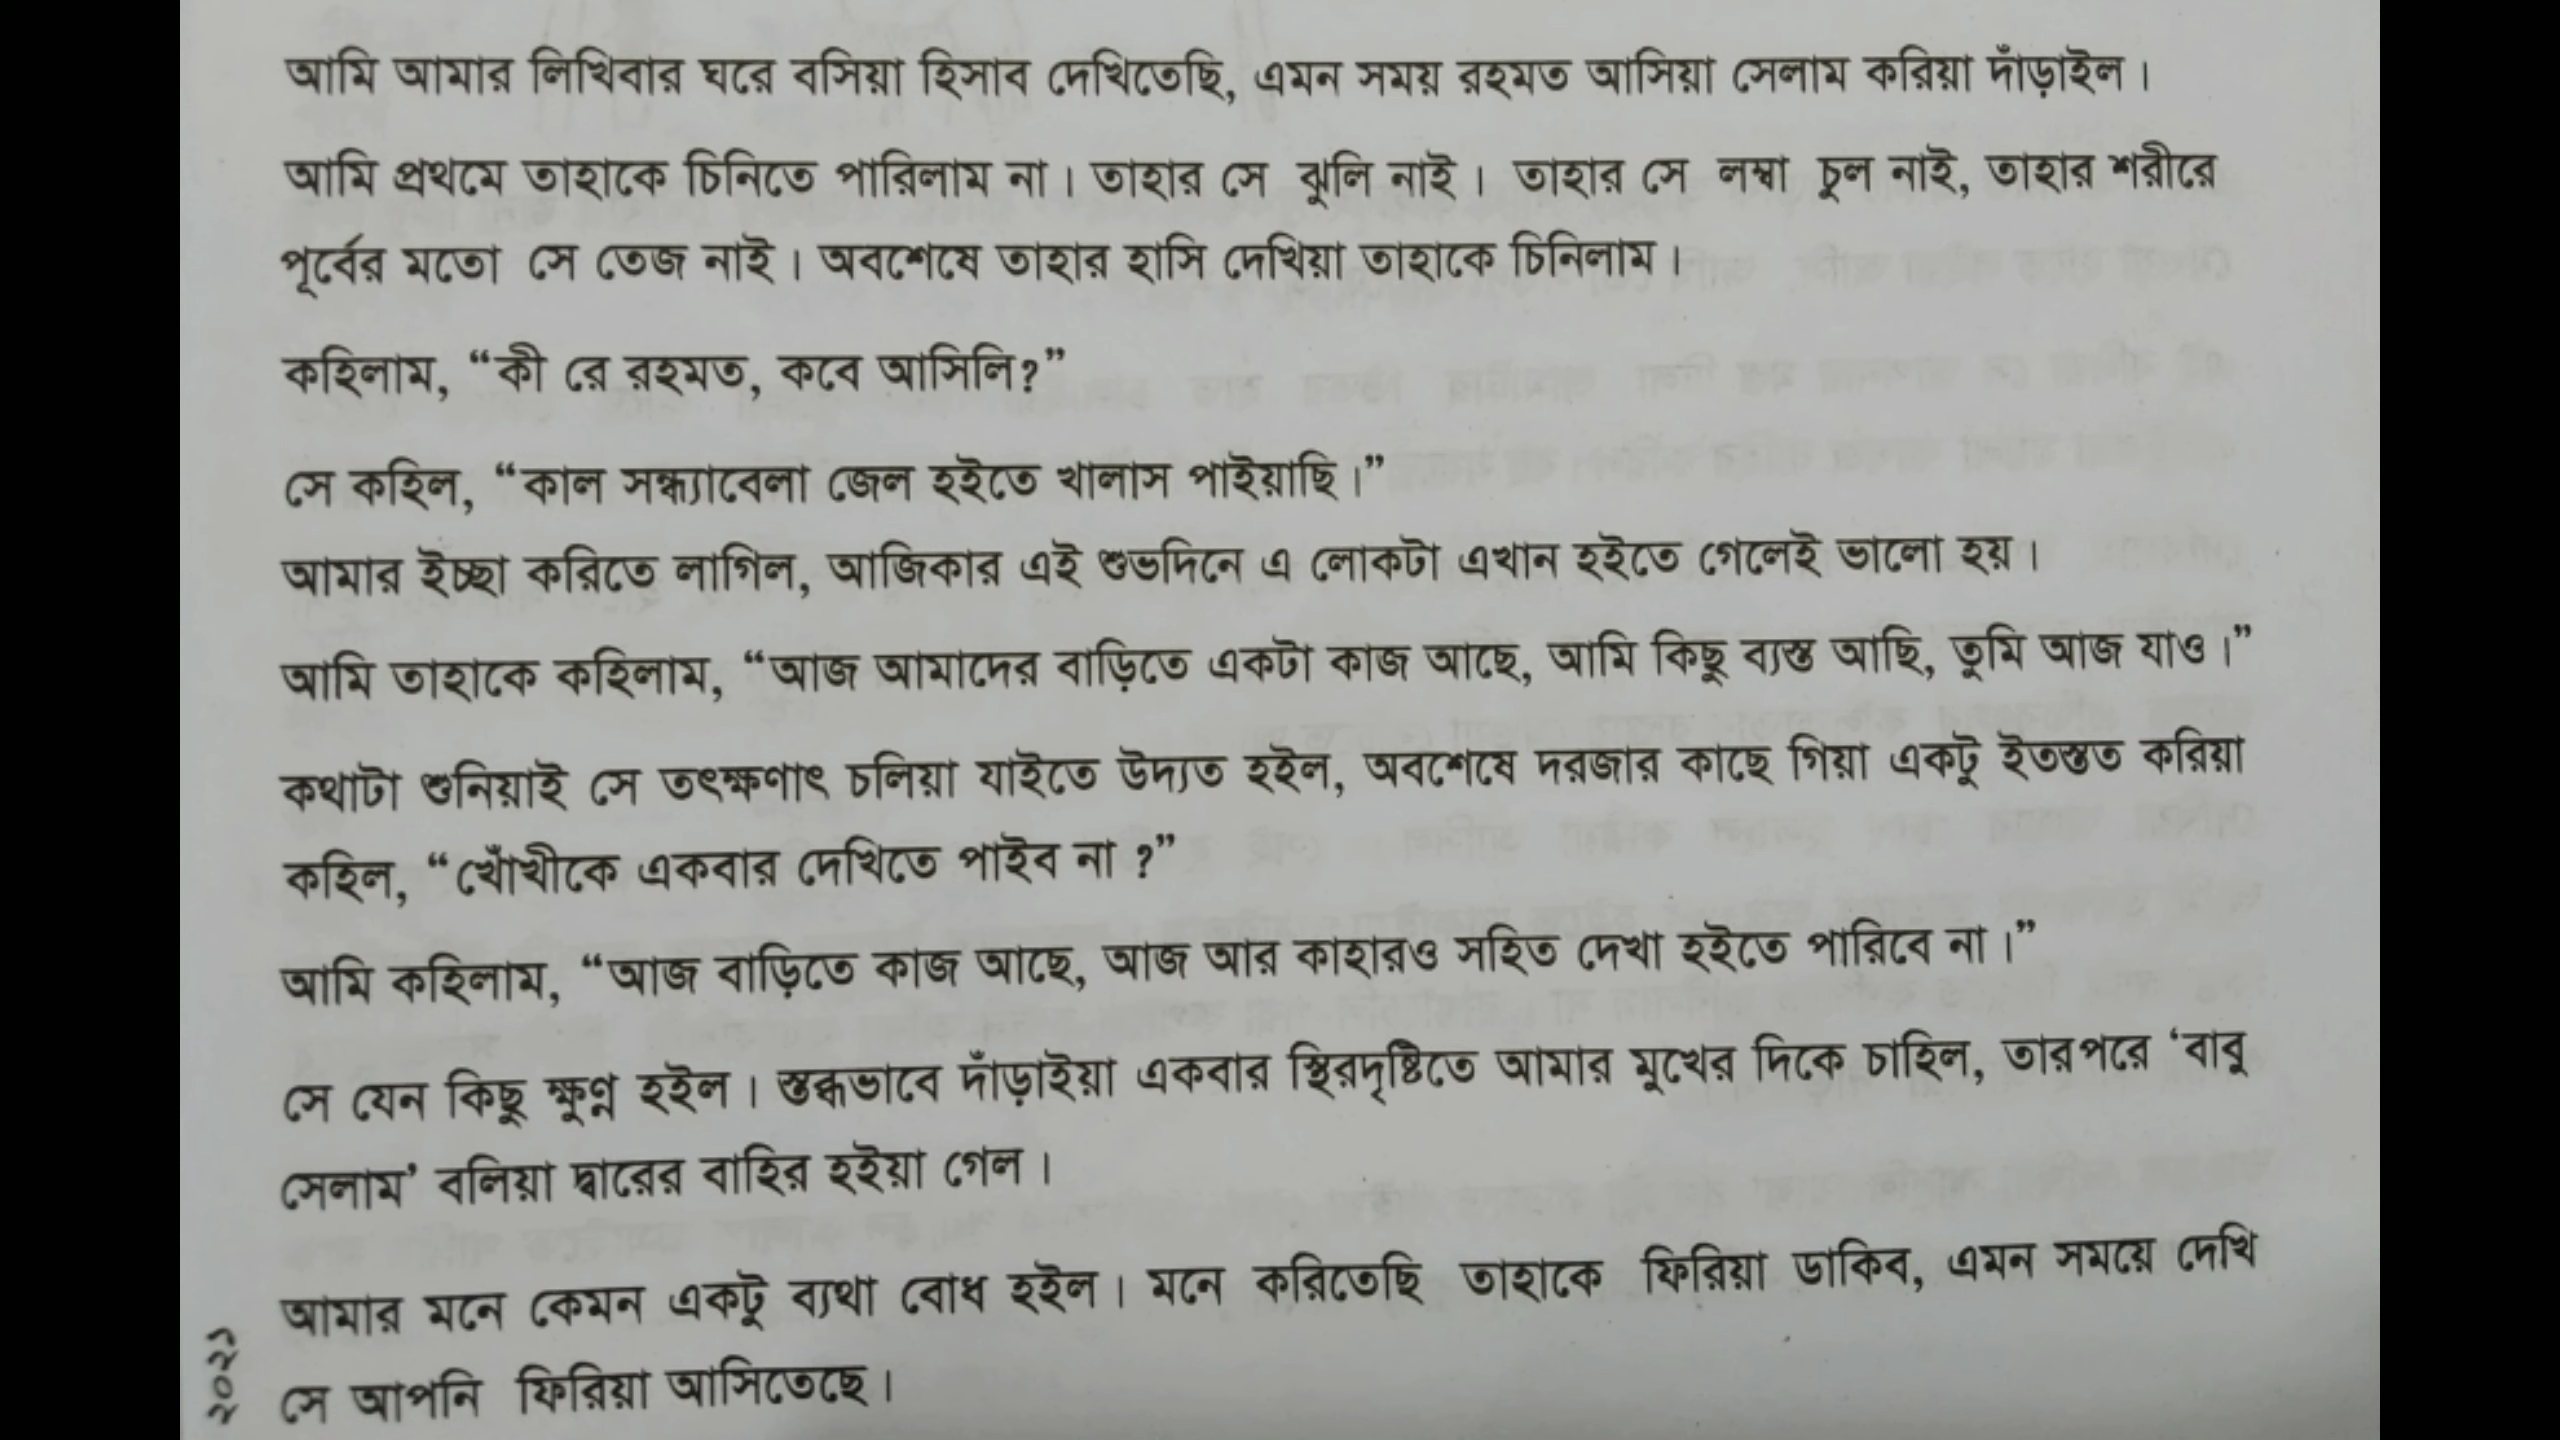 আমি আমার লিখিবার ঘরে বসিয়া হিসাব দেখিতেছি, এমন সময় রহমত আসিয়া সেলাম করিয়া দাঁড়াইল।
আমি প্রথমে তাহাকে চিনিতে পারিলাম না। তাহার সে ঝুলি নাই। তাহার সে লম্বা চুল নাই, তাহার শরীরে
পূর্বের মতো সে তেজ নাই। অবশেষে তাহার হাসি দেখিয়া তাহাকে চিনিলাম।
কহিলাম, “কী রে রহমত, কবে আসিলি?”
সে কহিল, “কাল সন্ধ্যাবেলা জেল হইতে খালাস পাইয়াছি।”
আমার ইচ্ছা করিতে লাগিল, আজিকার এই শুভদিনে এ লোকটা এখান হইতে গেলেই ভালো হয়।
আমি তাহাকে কহিলাম, “আজ আমাদের বাড়িতে একটা কাজ আছে, আমি কিছু ব্যস্ত আছি, তুমি আজ যাও।”
কথাটা শুনিয়াই সে তৎক্ষণাৎ চলিয়া যাইতে উদ্যত হইল, অবশেষে দরজার কাছে গিয়া একটু ইতস্তত করিয়া
কহিল, “খোঁখীকে একবার দেখিতে পাইব না ?”
আমি কহিলাম, “আজ বাড়িতে কাজ আছে, আজ আর কাহারও সহিত দেখা হইতে পারিবে না।”
সে যেন কিছু ক্ষুণ্ণ হইল। স্তব্ধভাবে দাঁড়াইয়া একবার স্থিরদৃষ্টিতে আমার মুখের দিকে চাহিল, তারপরে ‘বাবু
সেলাম’ বলিয়া দ্বারের বাহির হইয়া গেল।
আমার মনে কেমন একটু ব্যথা বোধ হইল। মনে করিতেছি তাহাকে ফিরিয়া ডাকিব, এমন সময়ে দেখি
সে আপনি ফিরিয়া আসিতেছে।
২০২১